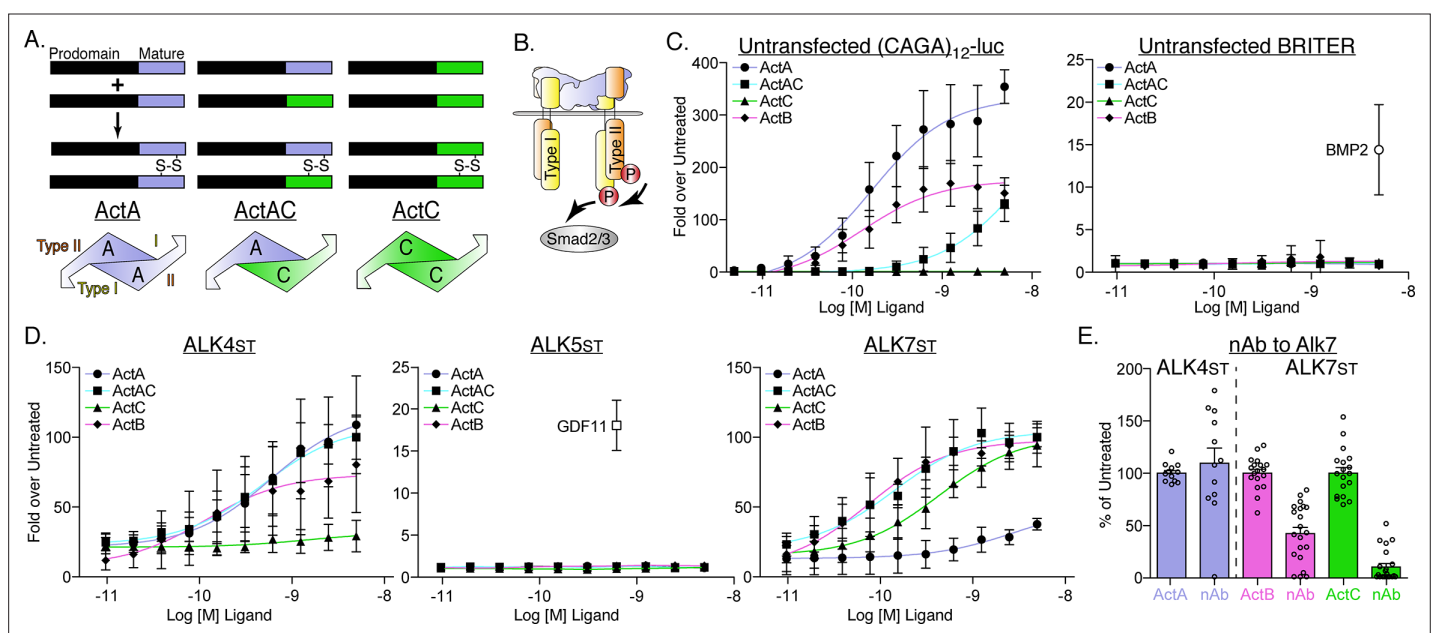 A.
Prodomain Mature
+
S-S S-S S-S
ActA ActAC ActC
Type II A I A C
Type I A II C C
B.
Type I Type II
P
P
Smad2/3
C.
Untransfected (CAGA)12-luc
Fold over Untreated
400
300
200
100
0
ActA
ActAC
ActC
ActB
-11 -10 -9 -8
Log [M] Ligand
Untransfected BRITER
25
20
15
10
5
0
ActA
ActAC
ActC
ActB
BMP2
-11 -10 -9 -8
Log [M] Ligand
D.
ALK4ST
Fold over Untreated
150
100
50
0
ActA
ActAC
ActC
ActB
-11 -10 -9 -8
Log [M] Ligand
ALK5ST
25
20
15
10
5
0
ActA
ActAC
ActC
ActB
GDF11
-11 -10 -9 -8
Log [M] Ligand
ALK7ST
150
100
50
0
ActA
ActAC
ActC
ActB
-11 -10 -9 -8
Log [M] Ligand
E.
nAb to Alk7
ALK4ST ALK7ST
% of Untreated
200
150
100
50
0
ActA nAb ActB nAb ActC nAb